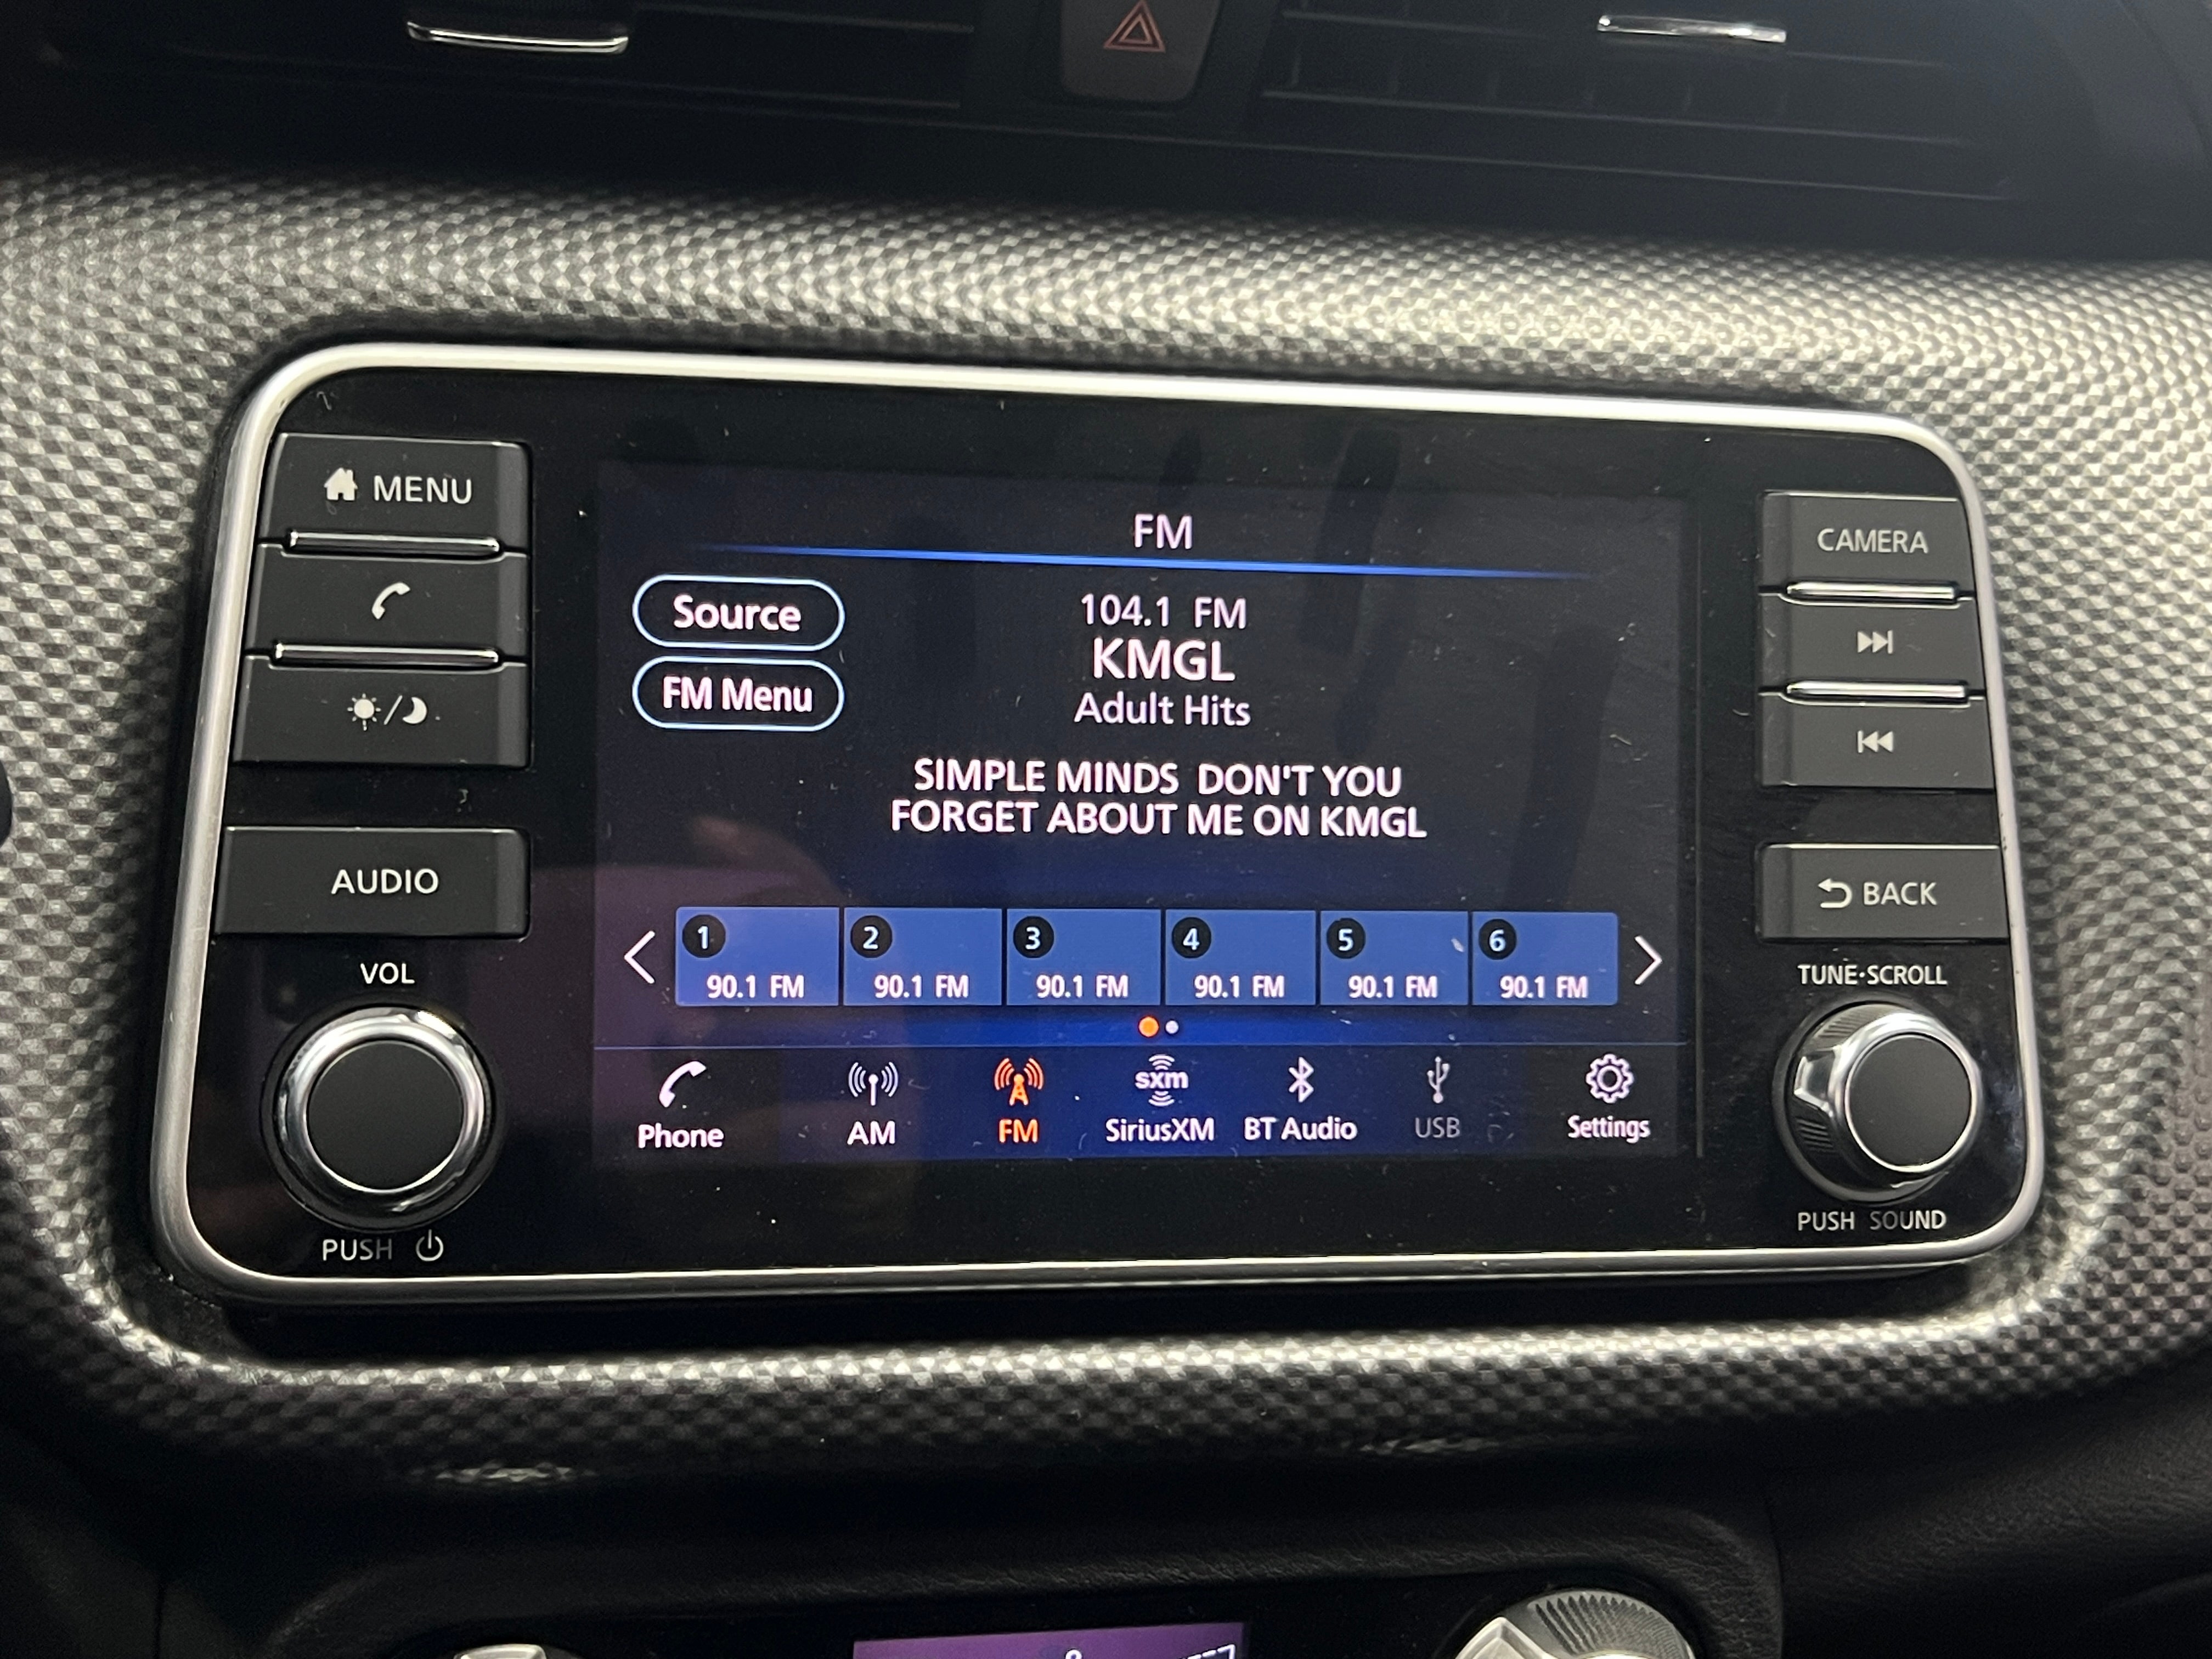 MENU
CAMERA
FM
Source
104.1 FM
KMGL
FM Menu
Adult Hits
SIMPLE MINDS DON'T YOU
FORGET ABOUT ME ON KMGL
AUDIO
BACK
VOL
TUNE·SCROLL
1
2
3
4
5
6
90.1 FM
90.1 FM
90.1 FM
90.1 FM
90.1 FM
90.1 FM
sxm
Phone
AM
FM
SiriusXM
BT Audio
USB
Settings
PUSH
PUSH SOUND